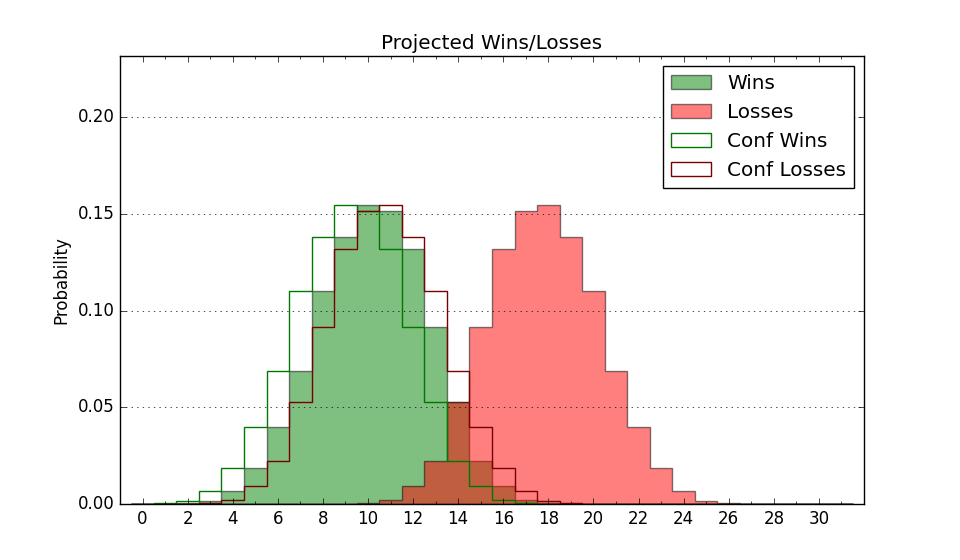 Projected Wins/Losses
Wins
Losses
Conf Wins
Conf Losses
Probability
0.20
0.15
0.10
0.05
0.00
0 2 4 6 8 10 12 14 16 18 20 22 24 26 28 30